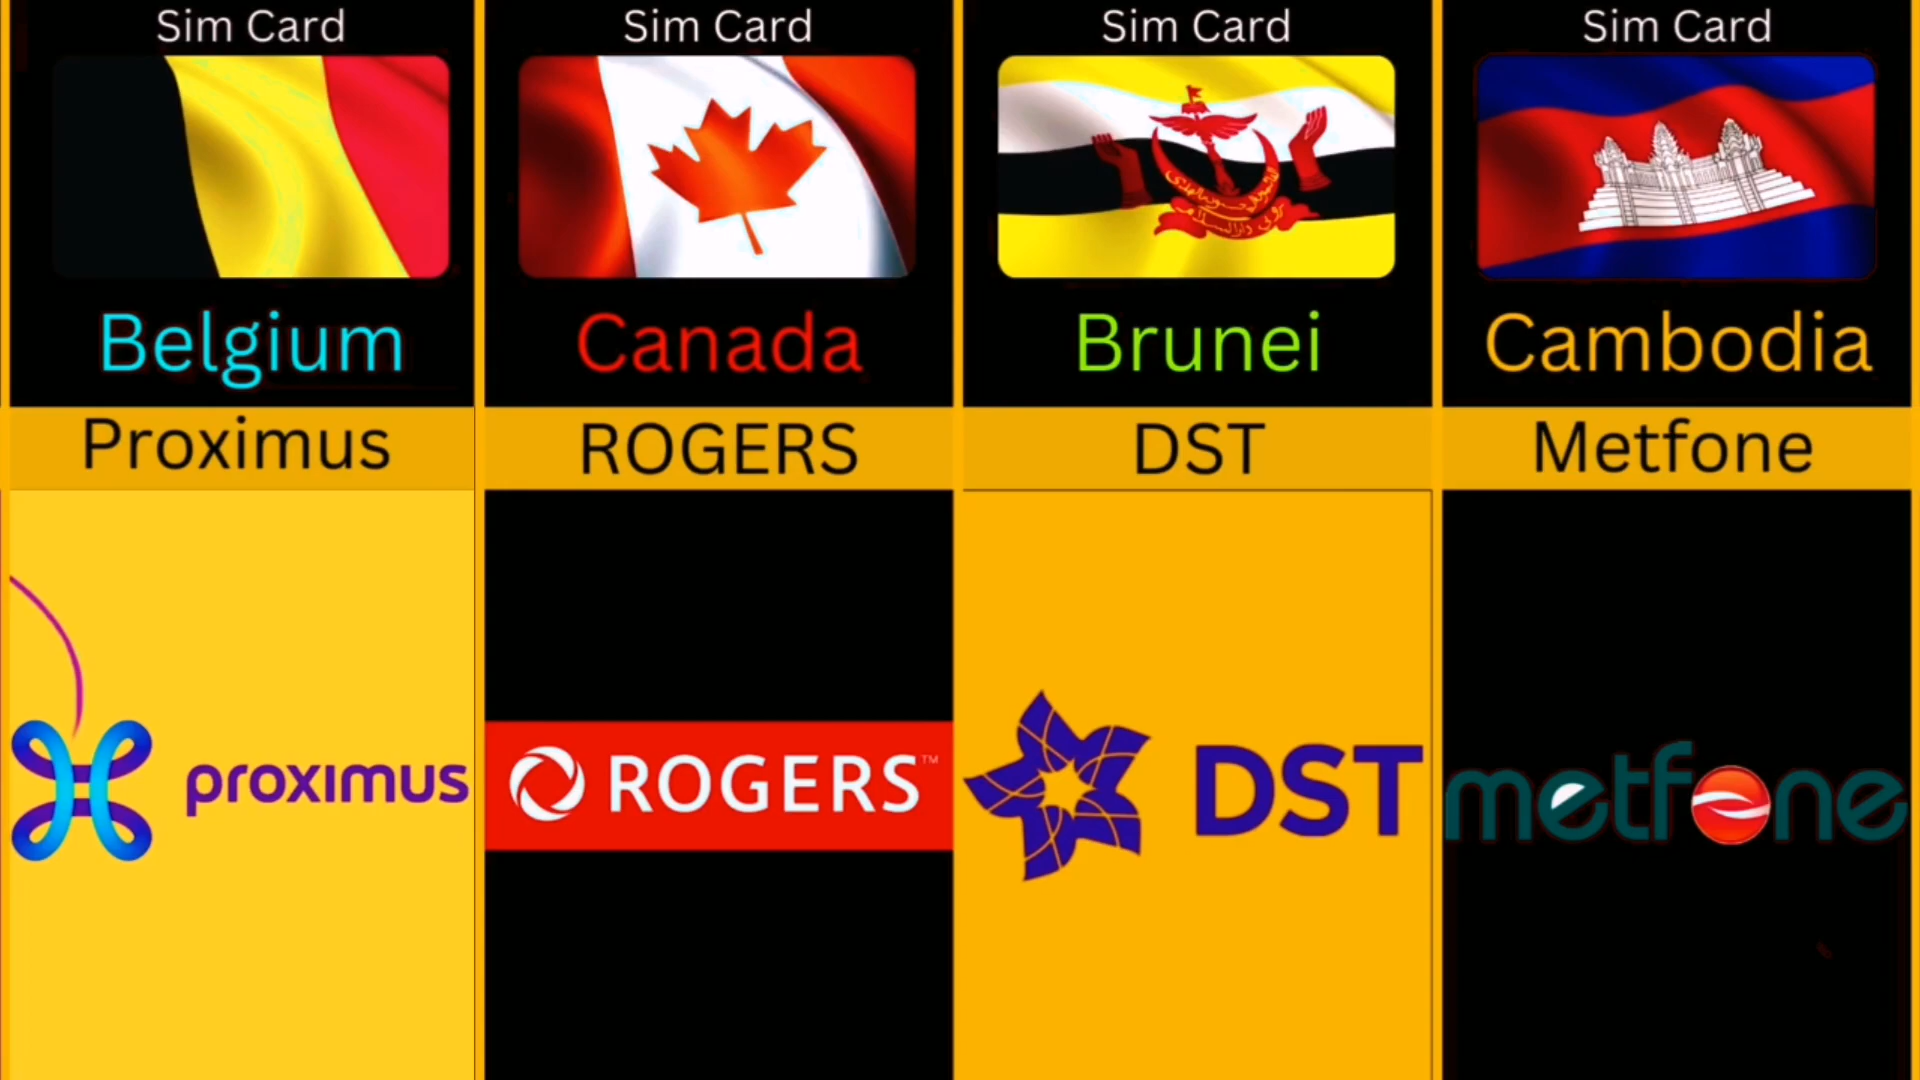 Sim Card
Belgium
Proximus
proximus
Sim Card
Canada
ROGERS
ROGERS™
Sim Card
Brunei
DST
DST
Sim Card
Cambodia
Metfone
metfone